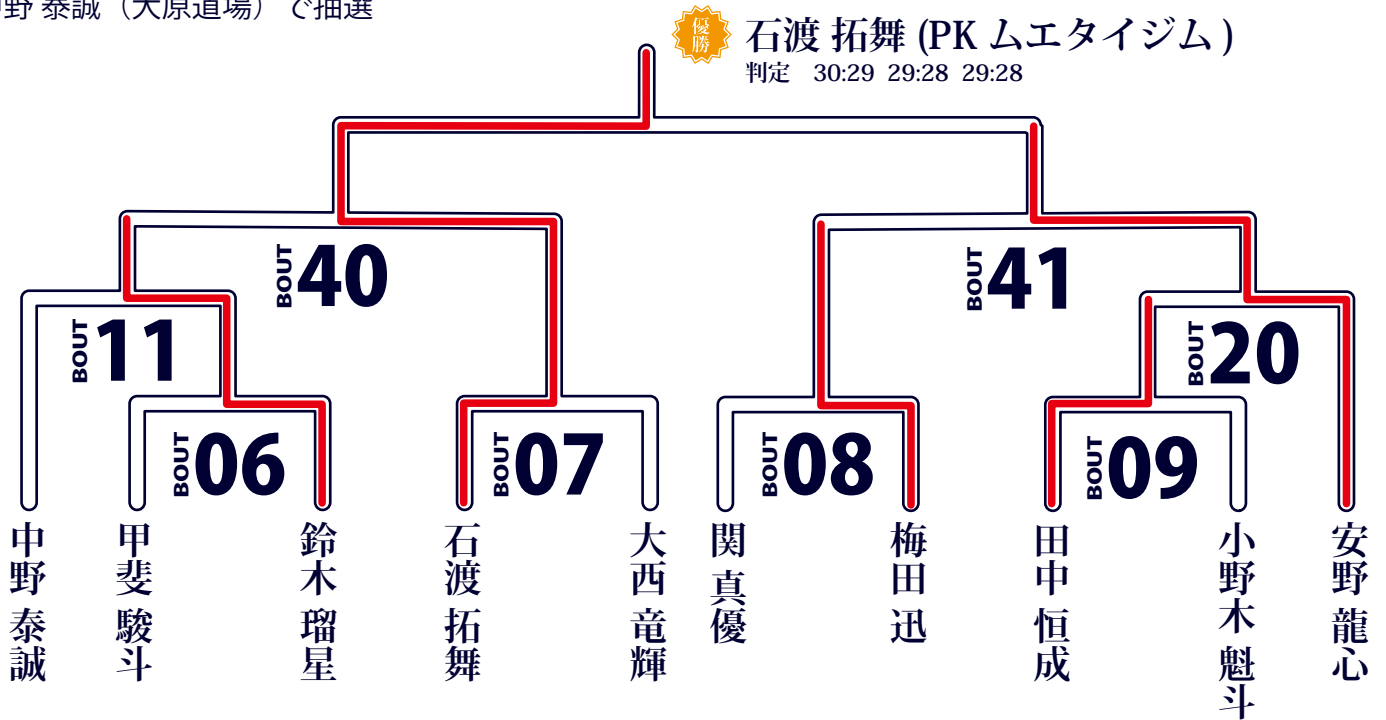 野 泰誠（大原道場）で抽選
優勝
石渡 拓舞 (PK ムエタイジム )
判定　30:29 29:28 29:28
BOUT 40
BOUT 41
BOUT 11
BOUT 20
BOUT 06
BOUT 07
BOUT 08
BOUT 09
中野 泰誠
甲斐 駿斗
鈴木 瑠星
石渡 拓舞
大西 竜輝
関 真優
梅田 迅
田中 恒成
小野木 魁斗
安野 龍心